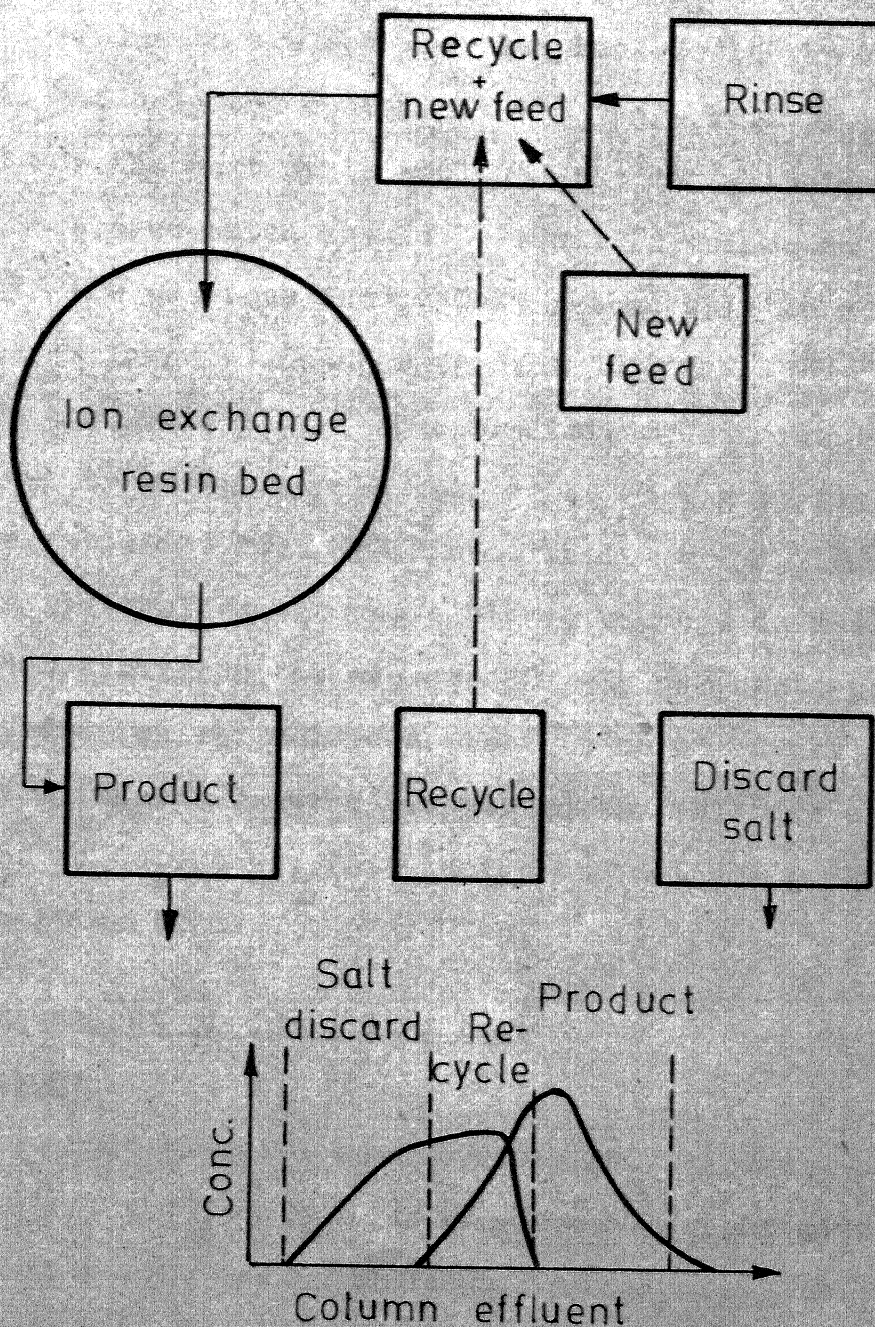 Recycle
+
new feed
Rinse
New
feed
Ion exchange
resin bed
Product
Recycle
Discard
salt
Salt
discard
Re-
cycle
Product
Conc.
Column effluent